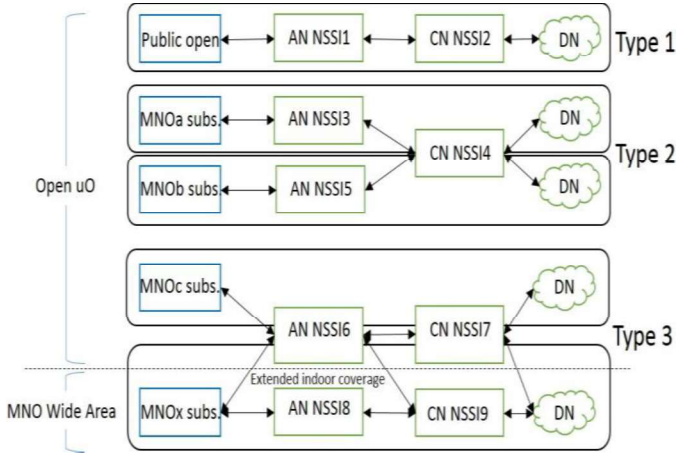 Public open
AN NSSI1
CN NSSI2
DN
Type 1
MNOa subs.
AN NSSI3
DN
CN NSSI4
Type 2
MNOb subs.
AN NSSI5
DN
Open uO
MNOc subs.
DN
AN NSSI6
CN NSSI7
Type 3
Extended indoor coverage
MNO Wide Area
MNOx subs.
AN NSSI8
CN NSSI9
DN